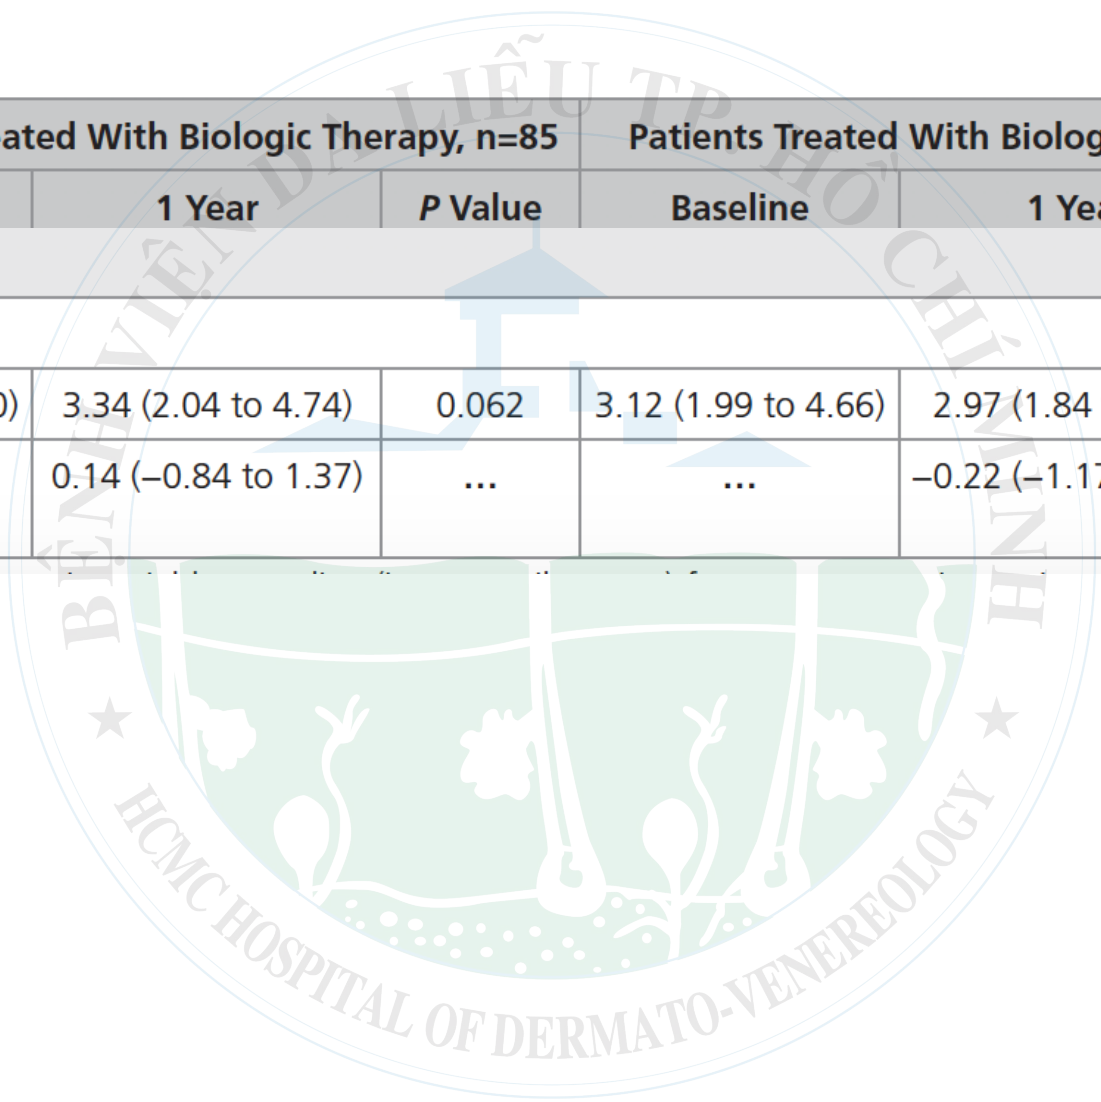 BỆNH VIỆN DA LIỄU TP. HỒ CHÍ MINH
ated With Biologic Therapy, n=85 Patients Treated With Biolog
1 Year P Value Baseline 1 Yea
0) 3.34 (2.04 to 4.74) 0.062 3.12 (1.99 to 4.66) 2.97 (1.84
0.14 (–0.84 to 1.37) ... ... –0.22 (–1.17
HCMC HOSPITAL OF DERMATO-VENEREOLOGY